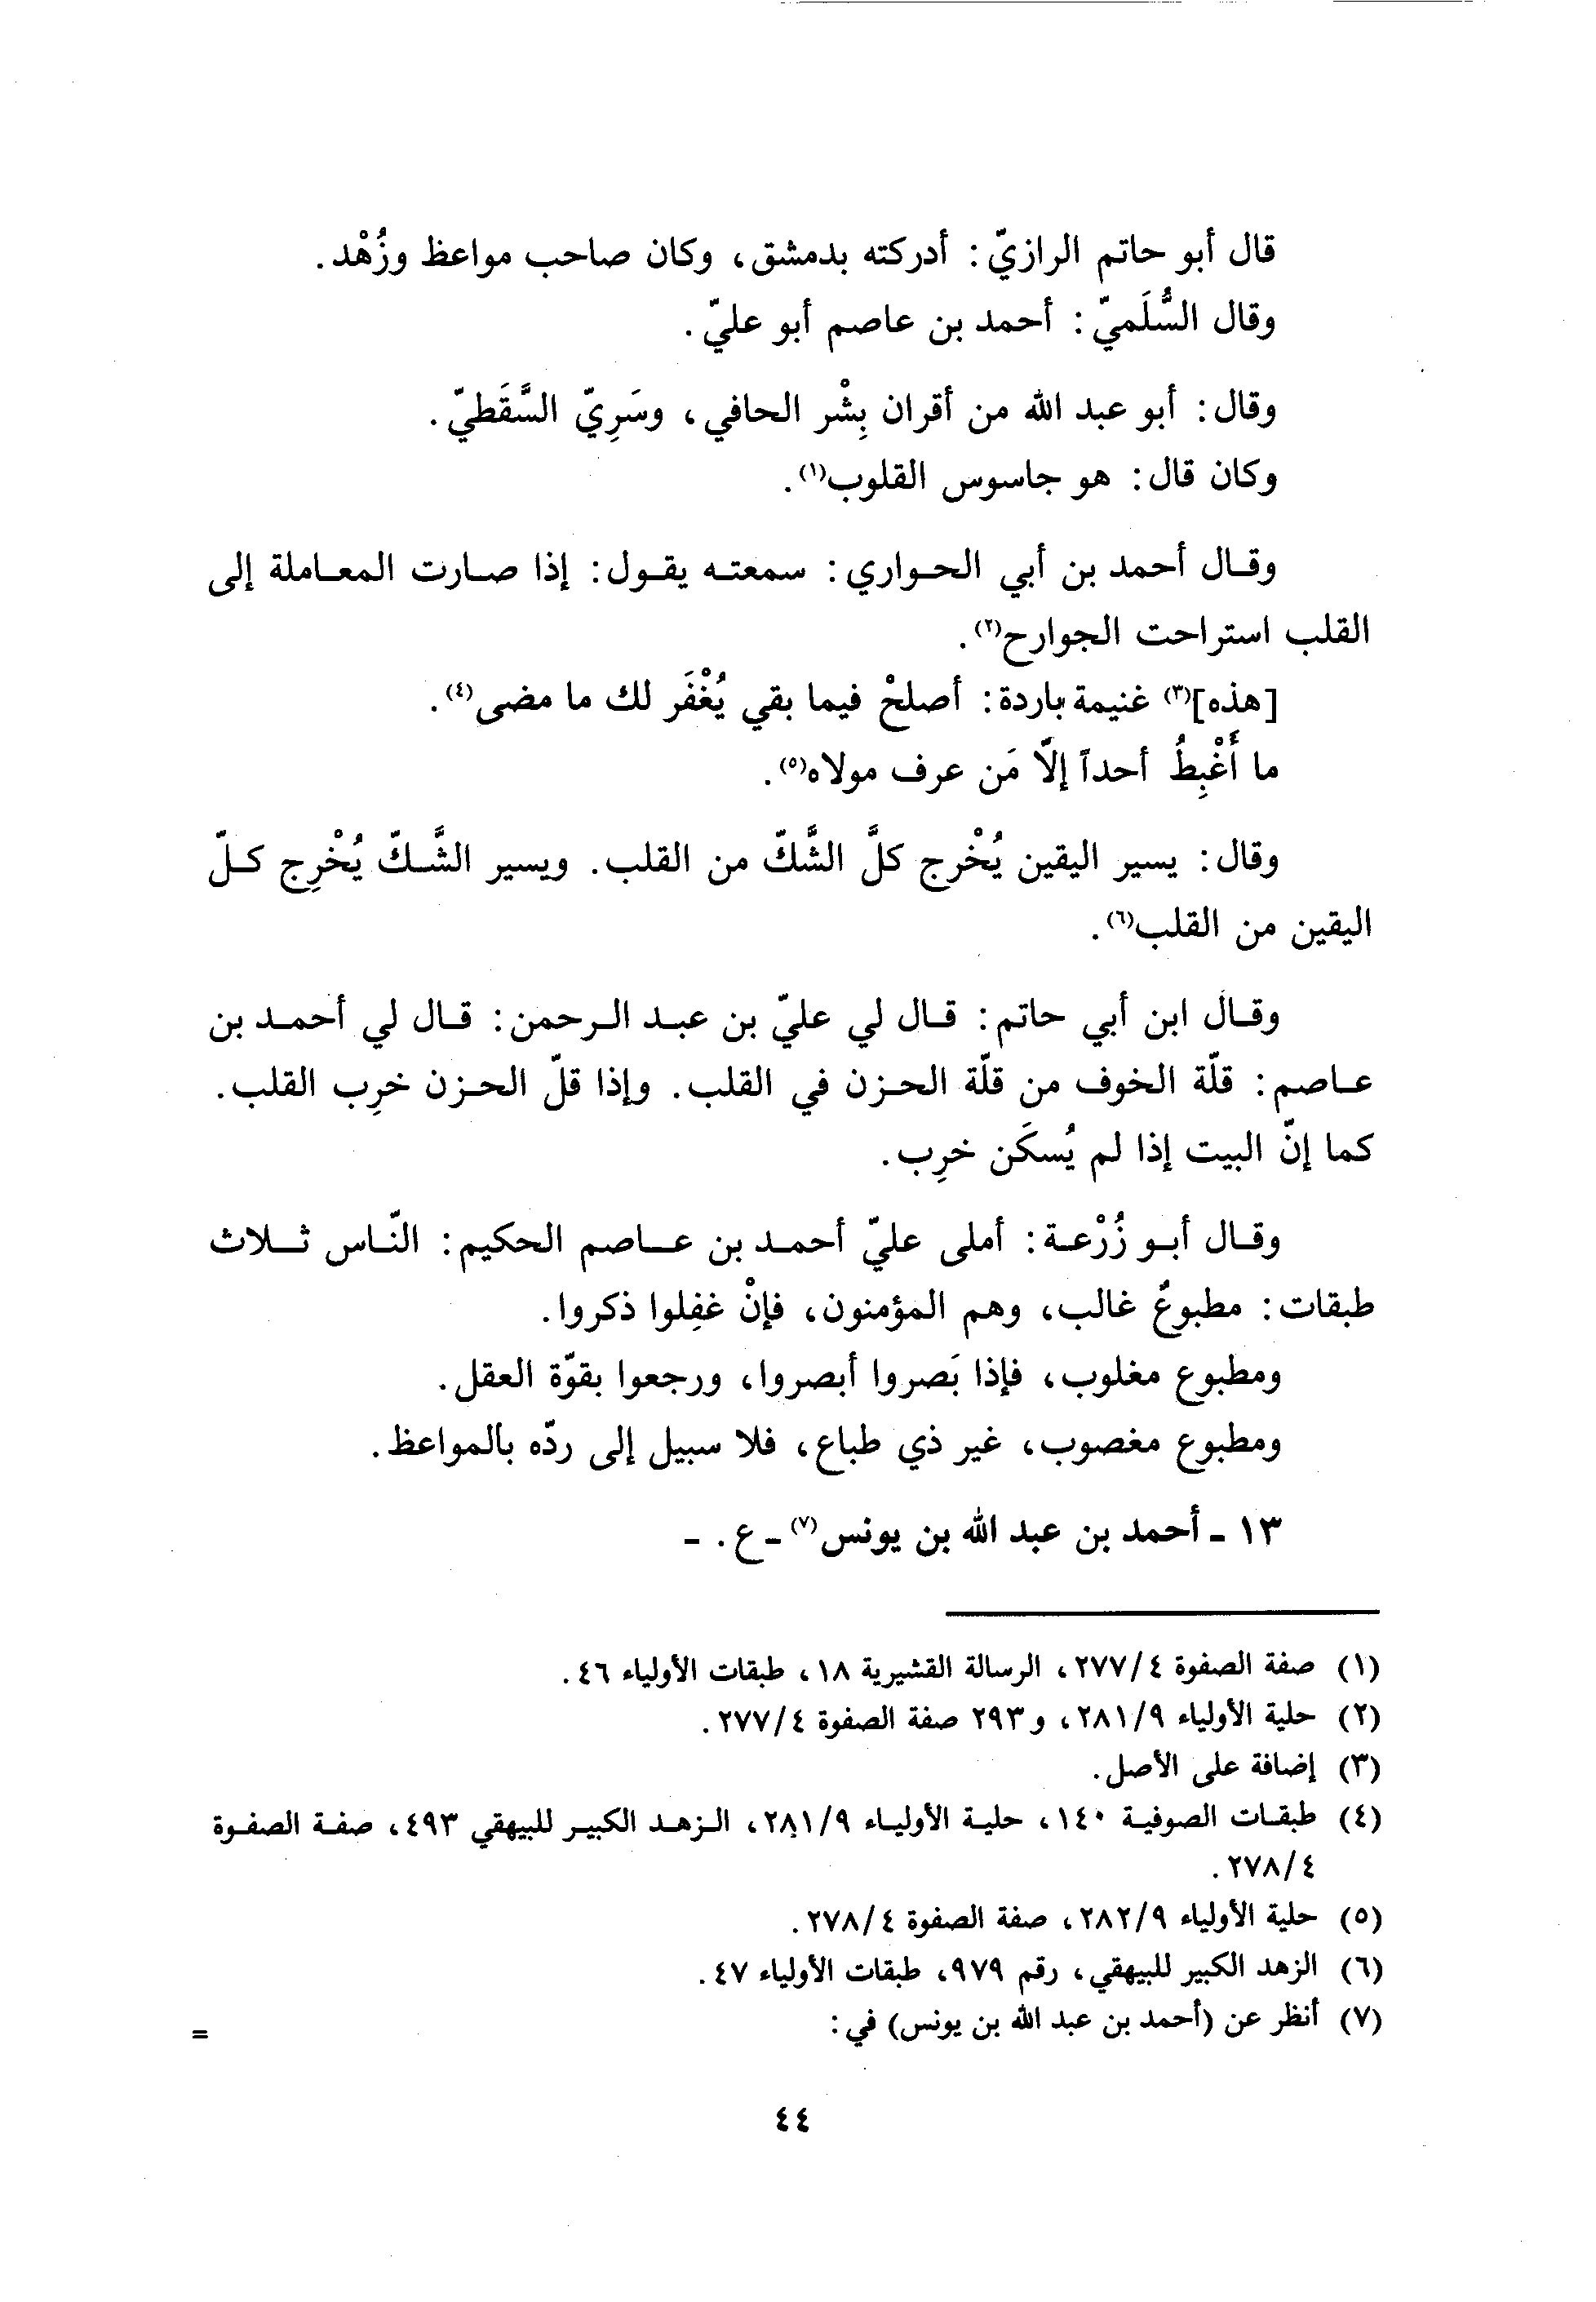 قال أبو حاتم الرازيّ: أدركته بدمشق، وكان صاحب مواعظ وزُهْد.
وقال السُّلَميّ: أحمد بن عاصم أبو عليّ.
وقال: أبو عبد الله من أقران بِشْر الحافي، وسَرِيّ السَّقَطيّ.
وكان قال: هو جاسوس القلوب(١).
وقال أحمد بن أبي الحواري: سمعته يقول: إذا صارت المعاملة إلى
القلب استراحت الجوارح(٢).
[هذه](٣) غنيمة باردة: أصلحْ فيما بقي يُغْفَر لك ما مضى(٤).
ما أَغْبِطُ أحداً إلّا مَن عرف مولاه(٥).
وقال: يسير اليقين يُخْرج كلَّ الشَّكّ من القلب. ويسير الشَّكّ يُخْرِج كلّ
اليقين من القلب(٦).
وقال ابن أبي حاتم: قال لي عليّ بن عبد الرحمن: قال لي أحمد بن
عاصم: قلّة الخوف من قلّة الحزن في القلب. وإذا قلّ الحزن خرِب القلب.
كما إنّ البيت إذا لم يُسكَن خرِب.
وقال أبو زُرْعة: أملى عليّ أحمد بن عاصم الحكيم: النّاس ثلاث
طبقات: مطبوعٌ غالب، وهم المؤمنون، فإنْ غفِلوا ذكروا.
ومطبوع مغلوب، فإذا بَصروا أبصروا، ورجعوا بقوّة العقل.
ومطبوع مغصوب، غير ذي طباع، فلا سبيل إلى ردّه بالمواعظ.
١٣ - أحمد بن عبد الله بن يونس(٧) - ع. -
(١) صفة الصفوة ٢٧٧/٤، الرسالة القشيرية ١٨، طبقات الأولياء ٤٦.
(٢) حلية الأولياء ٢٨١/٩، و٢٩٣ صفة الصفوة ٢٧٧/٤.
(٣) إضافة على الأصل.
(٤) طبقات الصوفية ١٤٠، حلية الأولياء ٢٨١/٩، الزهد الكبير للبيهقي ٤٩٣، صفة الصفوة
٢٧٨/٤.
(٥) حلية الأولياء ٢٨٢/٩، صفة الصفوة ٢٧٨/٤.
(٦) الزهد الكبير للبيهقي، رقم ٩٧٩، طبقات الأولياء ٤٧.
(٧) أنظر عن (أحمد بن عبد الله بن يونس) في:
=
٤٤